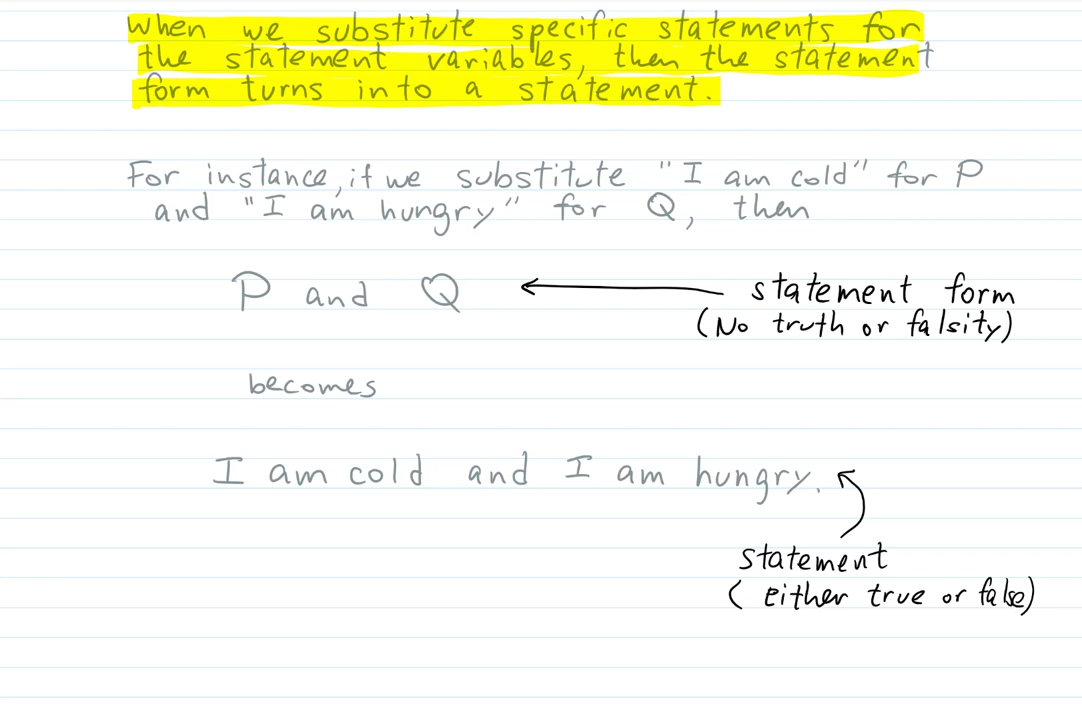 When we substitute specific statements for
the statement variables, then the statement
form turns into a statement.
For instance, if we substitute "I am cold" for P
and "I am hungry" for Q, then
P and Q
statement form
(No truth or falsity)
becomes
I am cold and I am hungry.
statement
(either true or false)